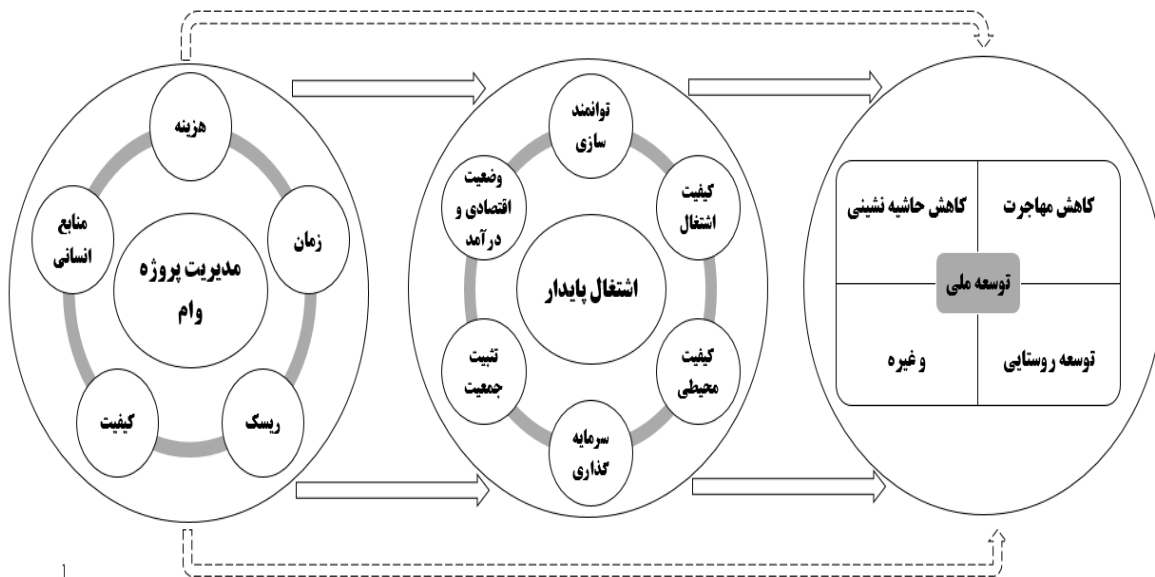 هزینه
زمان
ریسک
کیفیت
منابع
انسانی
مدیریت پروژه
وام
توانمند
سازی
کیفیت
اشتغال
کیفیت
محیطی
سرمایه
گذاری
تثبیت
جمعیت
وضعیت
اقتصادی و
درآمد
اشتغال پایدار
کاهش مهاجرت
کاهش حاشیه نشینی
توسعه ملی
توسعه روستایی
و غیره